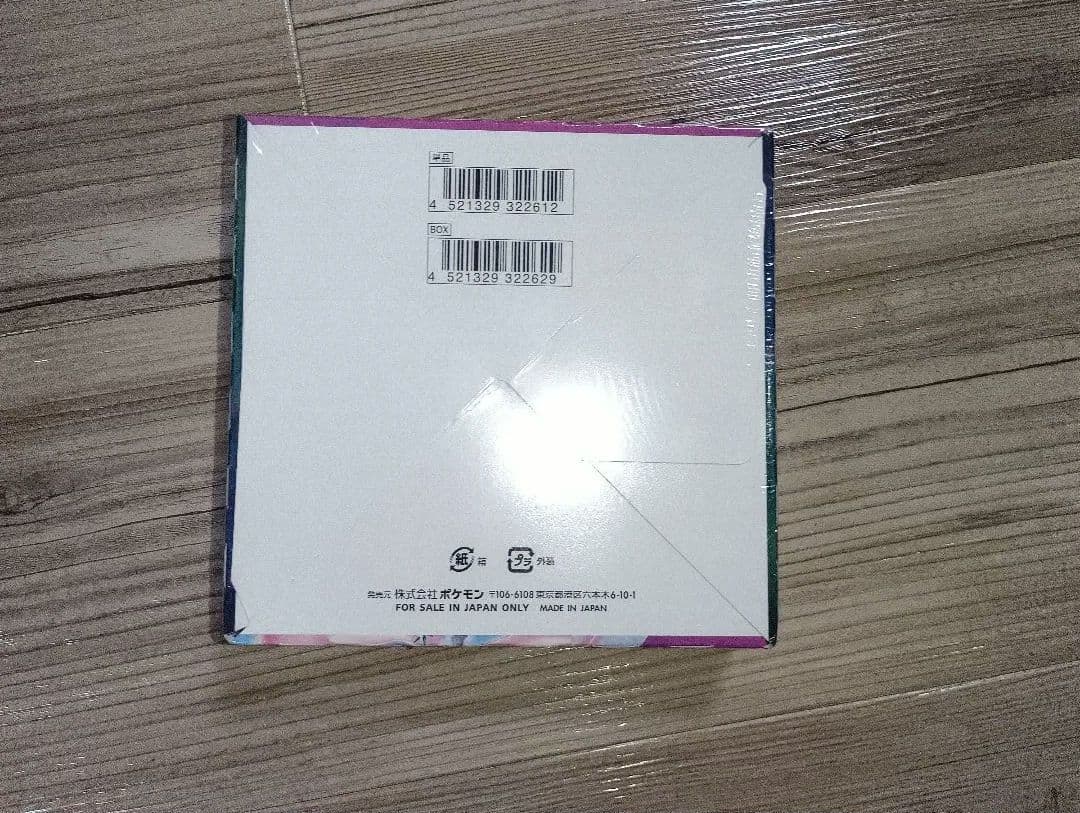 単品
4 521329 322612
BOX
4 521329 322629
紙 箱 プラ 外装
発売元 株式会社 ポケモン 〒106-6108 東京都港区六本木6-10-1
FOR SALE IN JAPAN ONLY MADE IN JAPAN